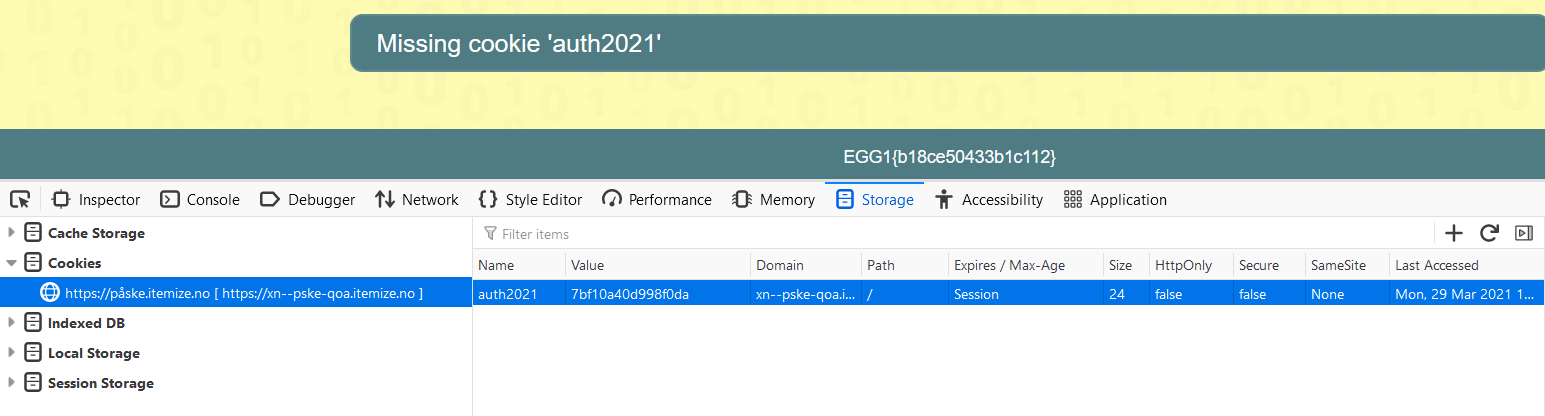 Missing cookie 'auth2021'
EGG1{b18ce50433b1c112}
Inspector Console Debugger Network Style Editor Performance Memory Storage Accessibility Application
Cache Storage
Filter items
Cookies
Name Value Domain Path Expires / Max-Age Size HttpOnly Secure SameSite Last Accessed
https://påske.itemize.no [ https://xn--pske-qoa.itemize.no ]
auth2021 7bf10a40d998f0da xn--pske-qoa.i... / Session 24 false false None Mon, 29 Mar 2021 1...
Indexed DB
Local Storage
Session Storage